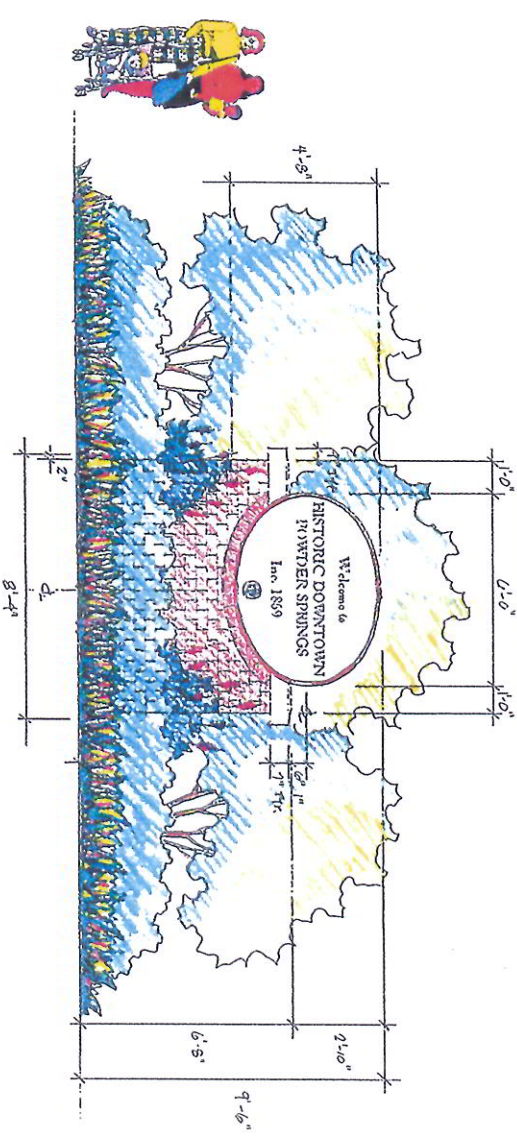 4'-8"
1'-0"
6'-0"
1'-0"
Welcome to
HISTORIC DOWNTOWN
POWDER SPRINGS
Inc. 1859
2"
8'-4"
2'-10"
6'-8"
9'-6"